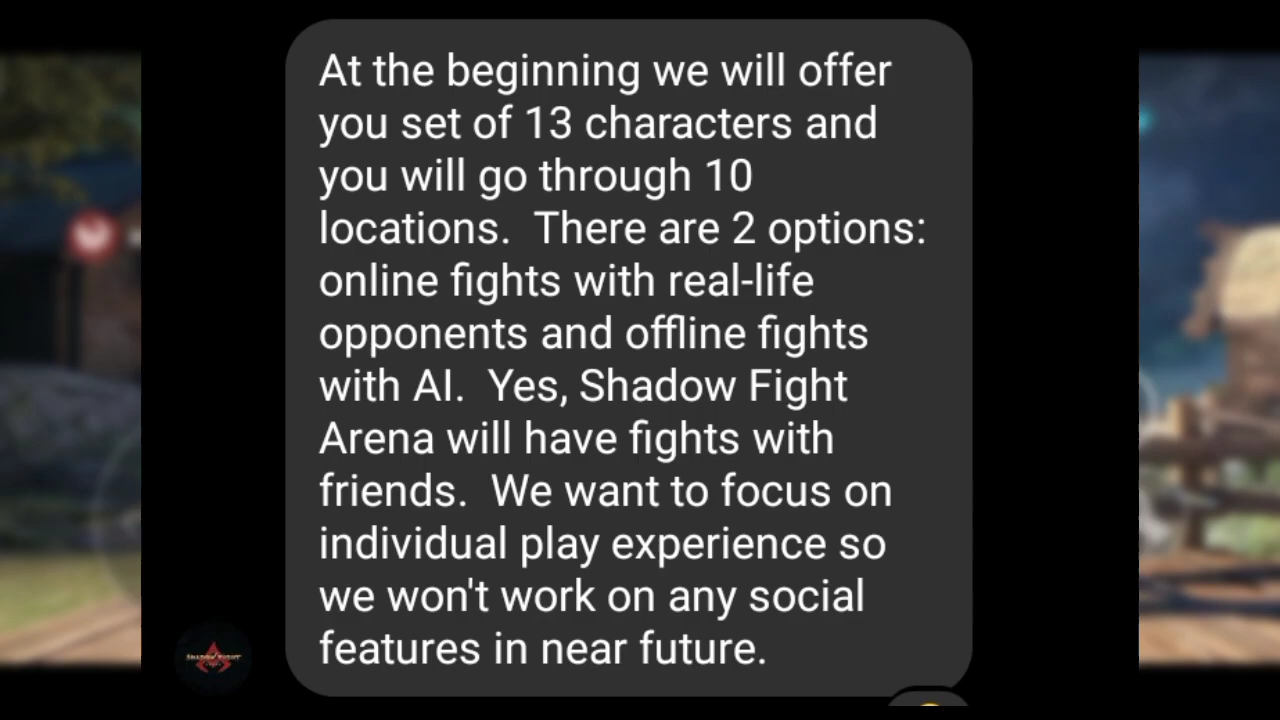 At the beginning we will offer
you set of 13 characters and
you will go through 10
locations.  There are 2 options:
online fights with real-life
opponents and offline fights
with AI.  Yes, Shadow Fight
Arena will have fights with
friends.  We want to focus on
individual play experience so
we won't work on any social
features in near future.
SHADOW FIGHT